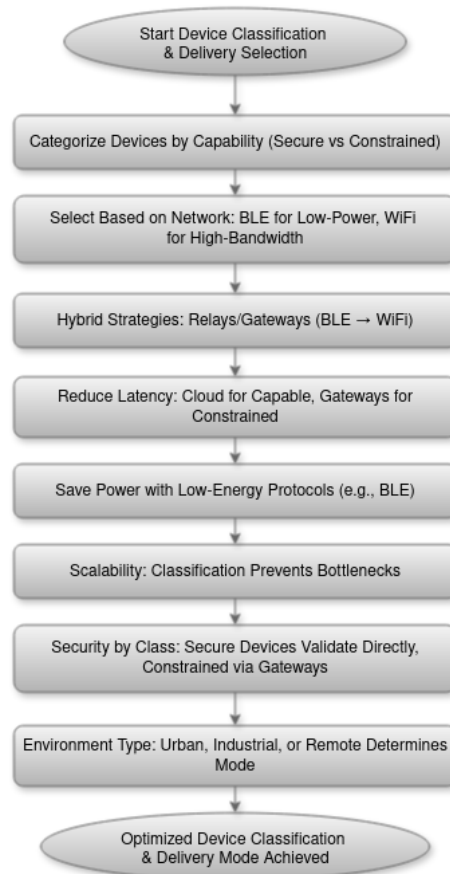 Start Device Classification
& Delivery Selection
Categorize Devices by Capability (Secure vs Constrained)
Select Based on Network: BLE for Low-Power, WiFi
for High-Bandwidth
Hybrid Strategies: Relays/Gateways (BLE → WiFi)
Reduce Latency: Cloud for Capable, Gateways for
Constrained
Save Power with Low-Energy Protocols (e.g., BLE)
Scalability: Classification Prevents Bottlenecks
Security by Class: Secure Devices Validate Directly,
Constrained via Gateways
Environment Type: Urban, Industrial, or Remote Determines
Mode
Optimized Device Classification
& Delivery Mode Achieved